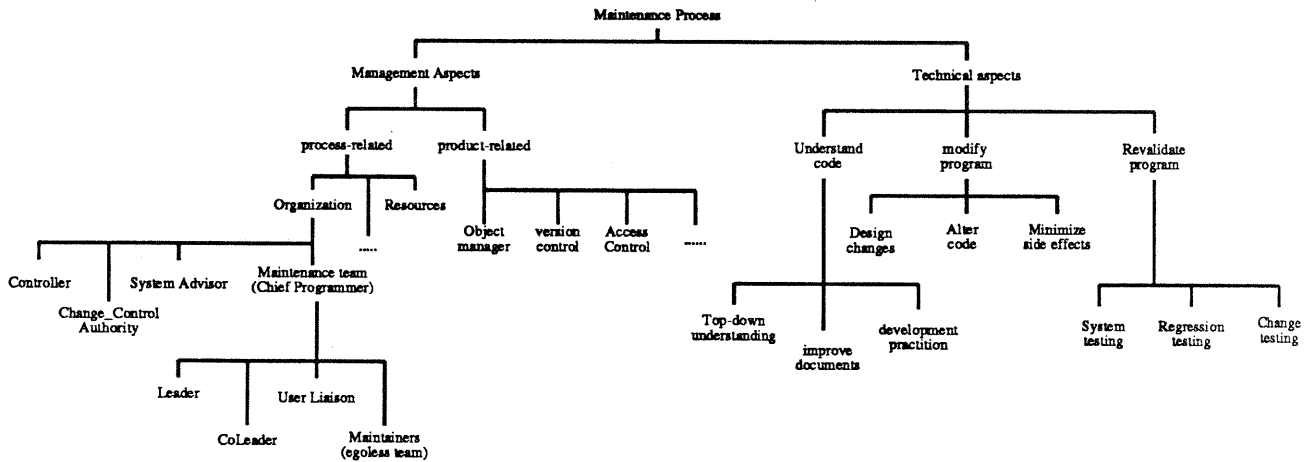 Maintenance Process
Management Aspects
Technical aspects
process-related
product-related
Understand
code
modify
program
Revalidate
program
Organization
.....
Resources
Object
manager
version
control
Access
Control
......
Design
changes
Alter
code
Minimize
side effects
Controller
Change_Control
Authority
System Advisor
Maintenance team
(Chief Programmer)
Top-down
understanding
improve
documents
development
practition
System
testing
Regression
testing
Change
testing
Leader
CoLeader
User Liaison
Maintainers
(egoless team)